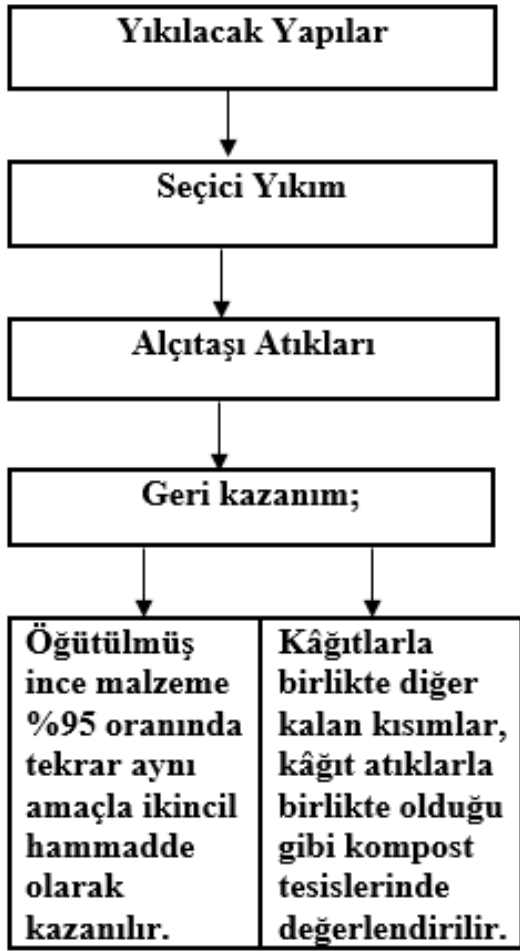 Yıkılacak Yapılar
Seçici Yıkım
Alçıtaşı Atıkları
Geri kazanım;
Öğütülmüş
ince malzeme
%95 oranında
tekrar aynı
amaçla ikincil
hammadde
olarak
kazanılır.
Kâğıtlarla
birlikte diğer
kalan kısımlar,
kâğıt atıklarla
birlikte olduğu
gibi kompost
tesislerinde
değerlendirilir.